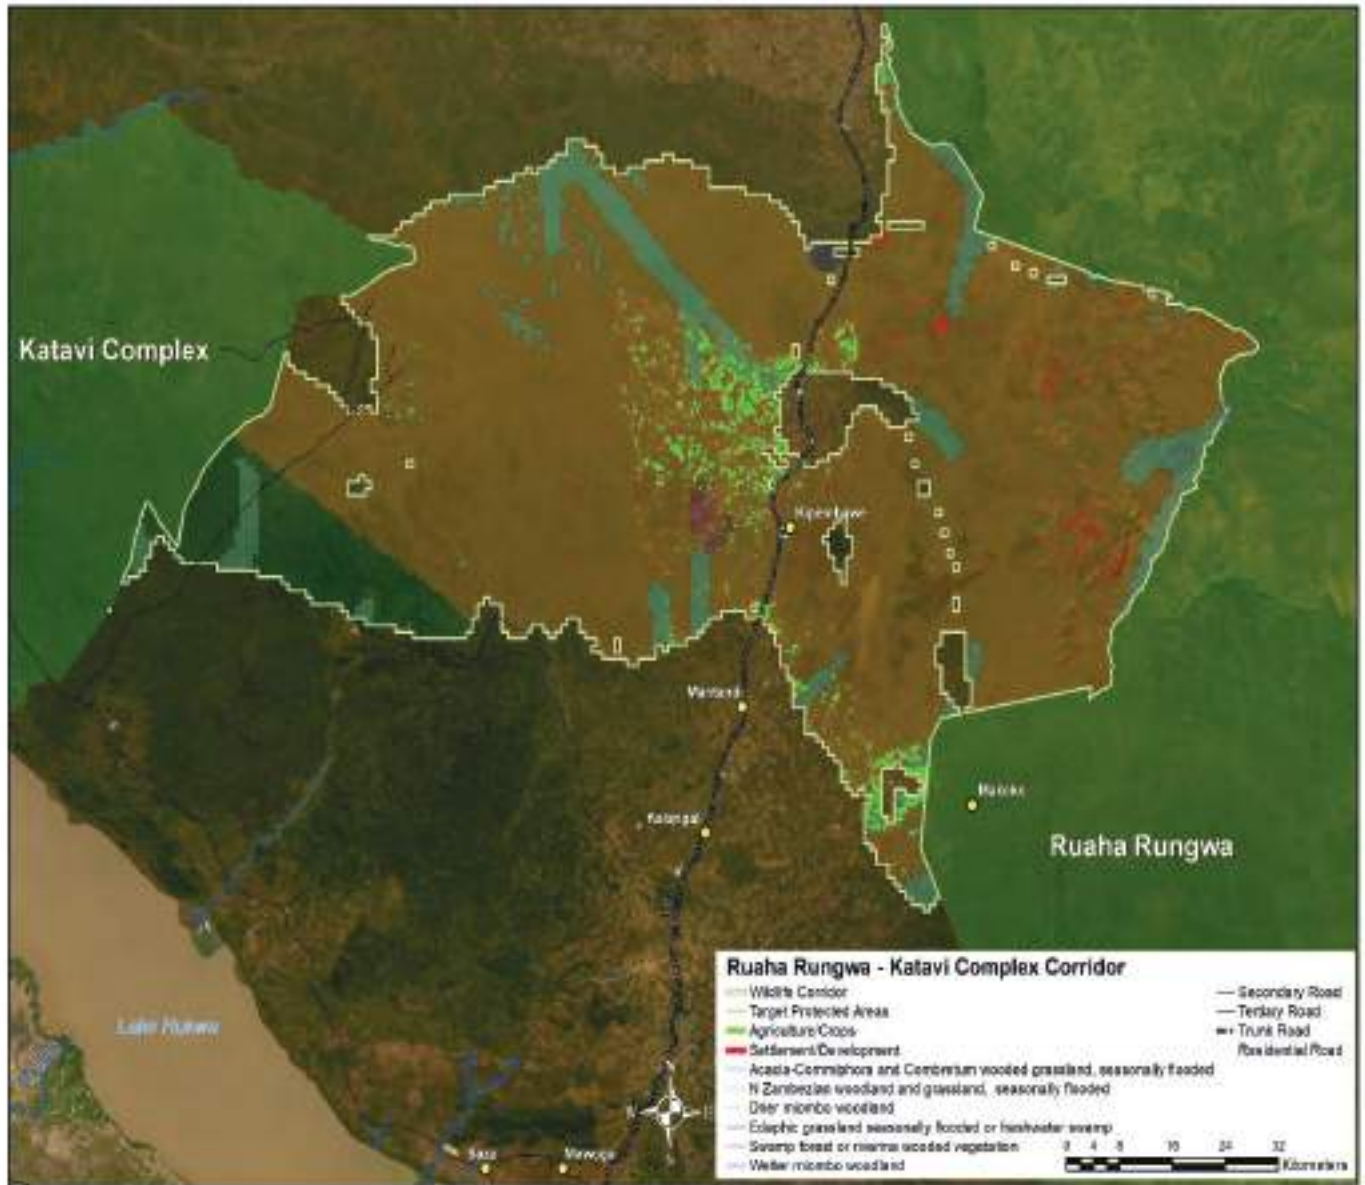 Katavi Complex
Mantandi
Ruaha Rungwa
Lake Rukwa
Saza
Ruaha Rungwa - Katavi Complex Corridor
Wildlife Corridor
Target Protected Areas
Agriculture/Crops
Settlement/Development
Acacia-Commiphora and Combretum wooded grassland, seasonally flooded
N Zambezian woodland and grassland, seasonally flooded
Drier miombo woodland
Edaphic grassland seasonally flooded or freshwater swamp
Swamp forest or riverine wooded vegetation
Wetter miombo woodland
Secondary Road
Tertiary Road
Trunk Road
Residential Road
0 4 8 16 24 32
Kilometers